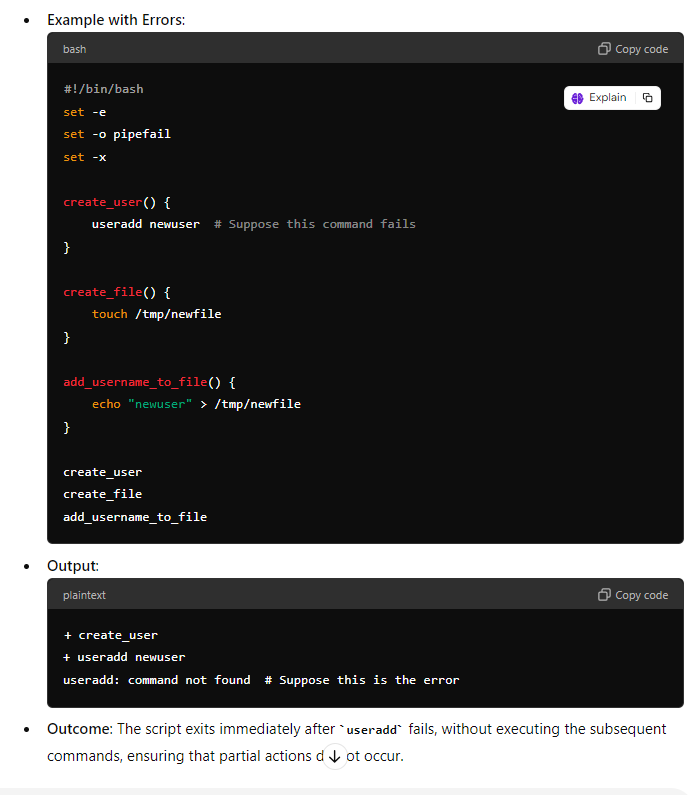 Example with Errors:
bash
Copy code
Explain
#!/bin/bash
set -e
set -o pipefail
set -x
create_user() {
    useradd newuser  # Suppose this command fails
}
create_file() {
    touch /tmp/newfile
}
add_username_to_file() {
    echo "newuser" > /tmp/newfile
}
create_user
create_file
add_username_to_file
Output:
plaintext
Copy code
+ create_user
+ useradd newuser
useradd: command not found  # Suppose this is the error
Outcome: The script exits immediately after `useradd` fails, without executing the subsequent
commands, ensuring that partial actions occur.